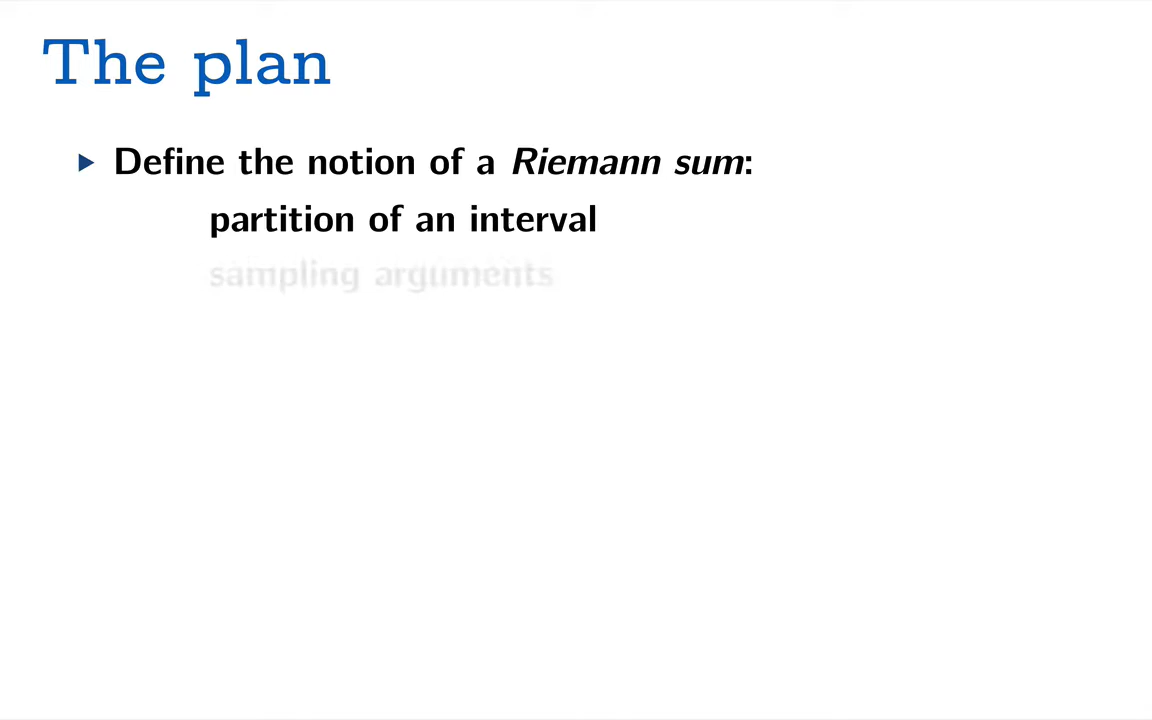 The plan
Define the notion of a Riemann sum:
partition of an interval
sampling arguments